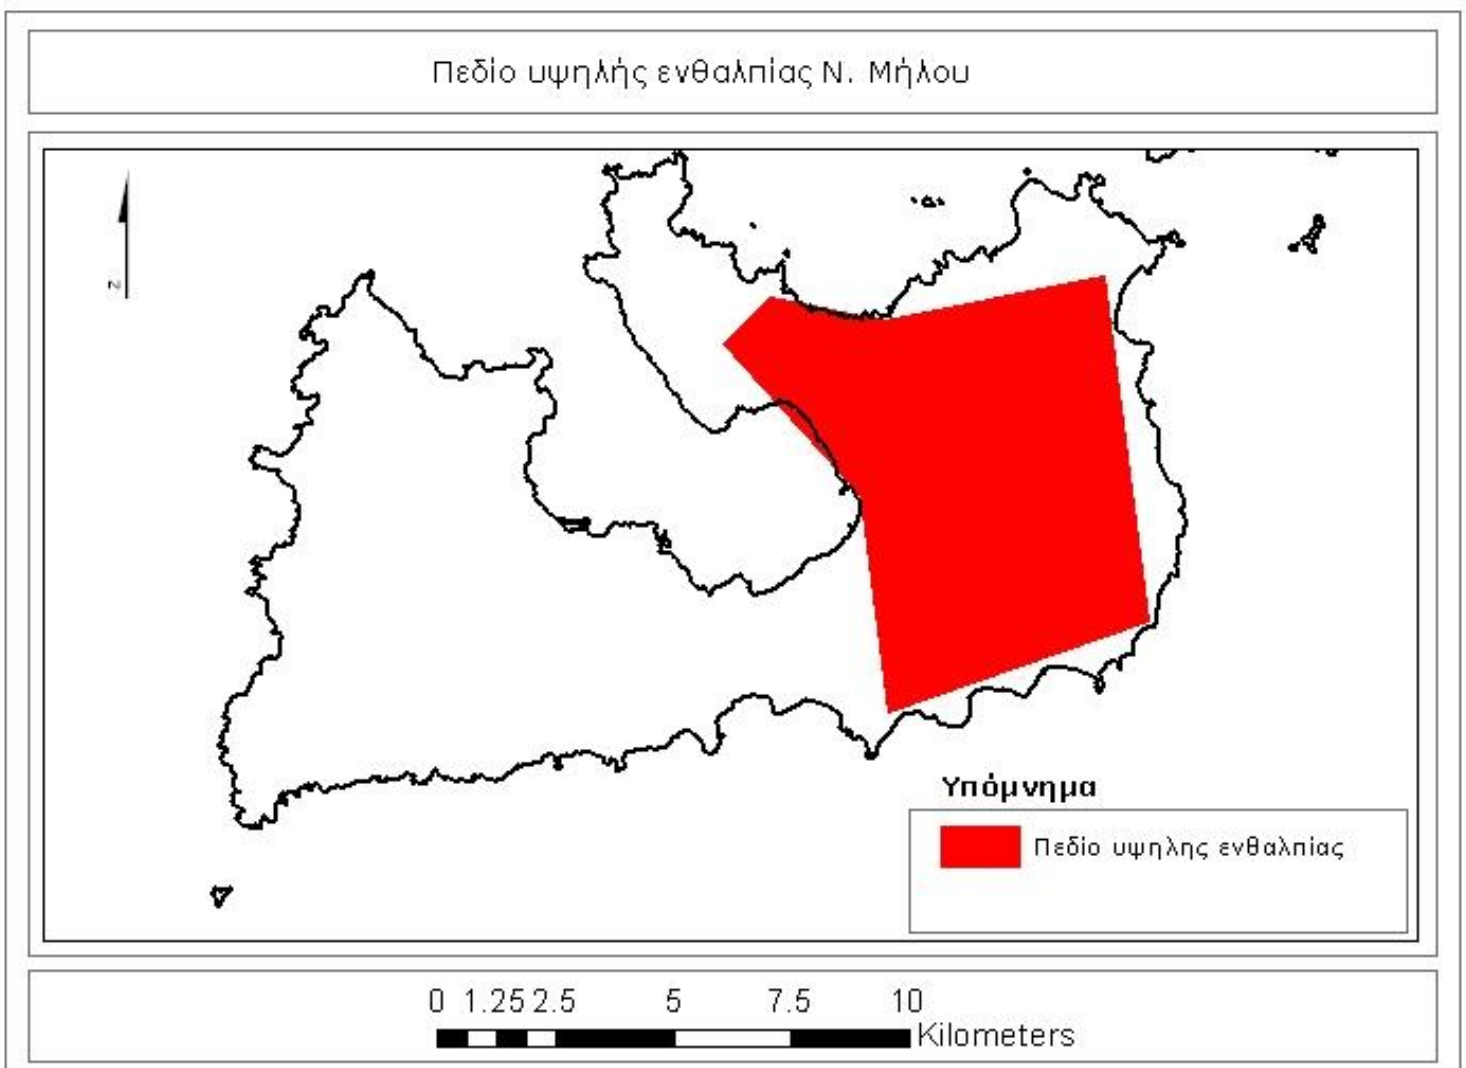 Πεδίο υψηλής ενθαλπίας Ν. Μήλου
z
Υπόμνημα
Πεδίο υψηλης ενθαλπίας
0 1.25 2.5 5 7.5 10
Kilometers